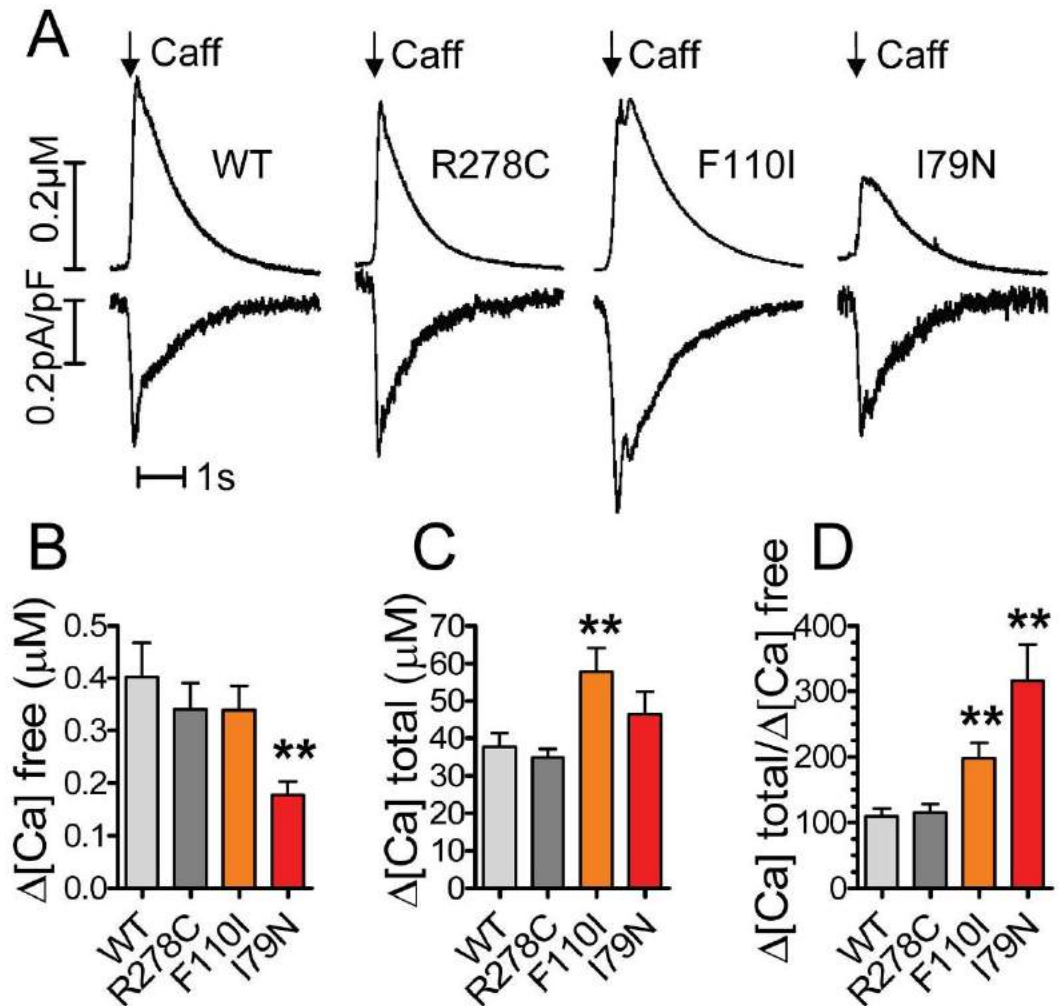 A
Caff
Caff
Caff
Caff
WT
R278C
F110I
I79N
0.2μM
0.2pA/pF
1s
B
Δ[Ca] free (μM)
0.5
0.4
0.3
0.2
0.1
0.0
**
WT
R278C
F110I
I79N
C
Δ[Ca] total (μM)
70
60
50
40
30
20
10
0
**
WT
R278C
F110I
I79N
D
Δ[Ca] total/Δ[Ca] free
400
300
200
100
0
**
**
WT
R278C
F110I
I79N